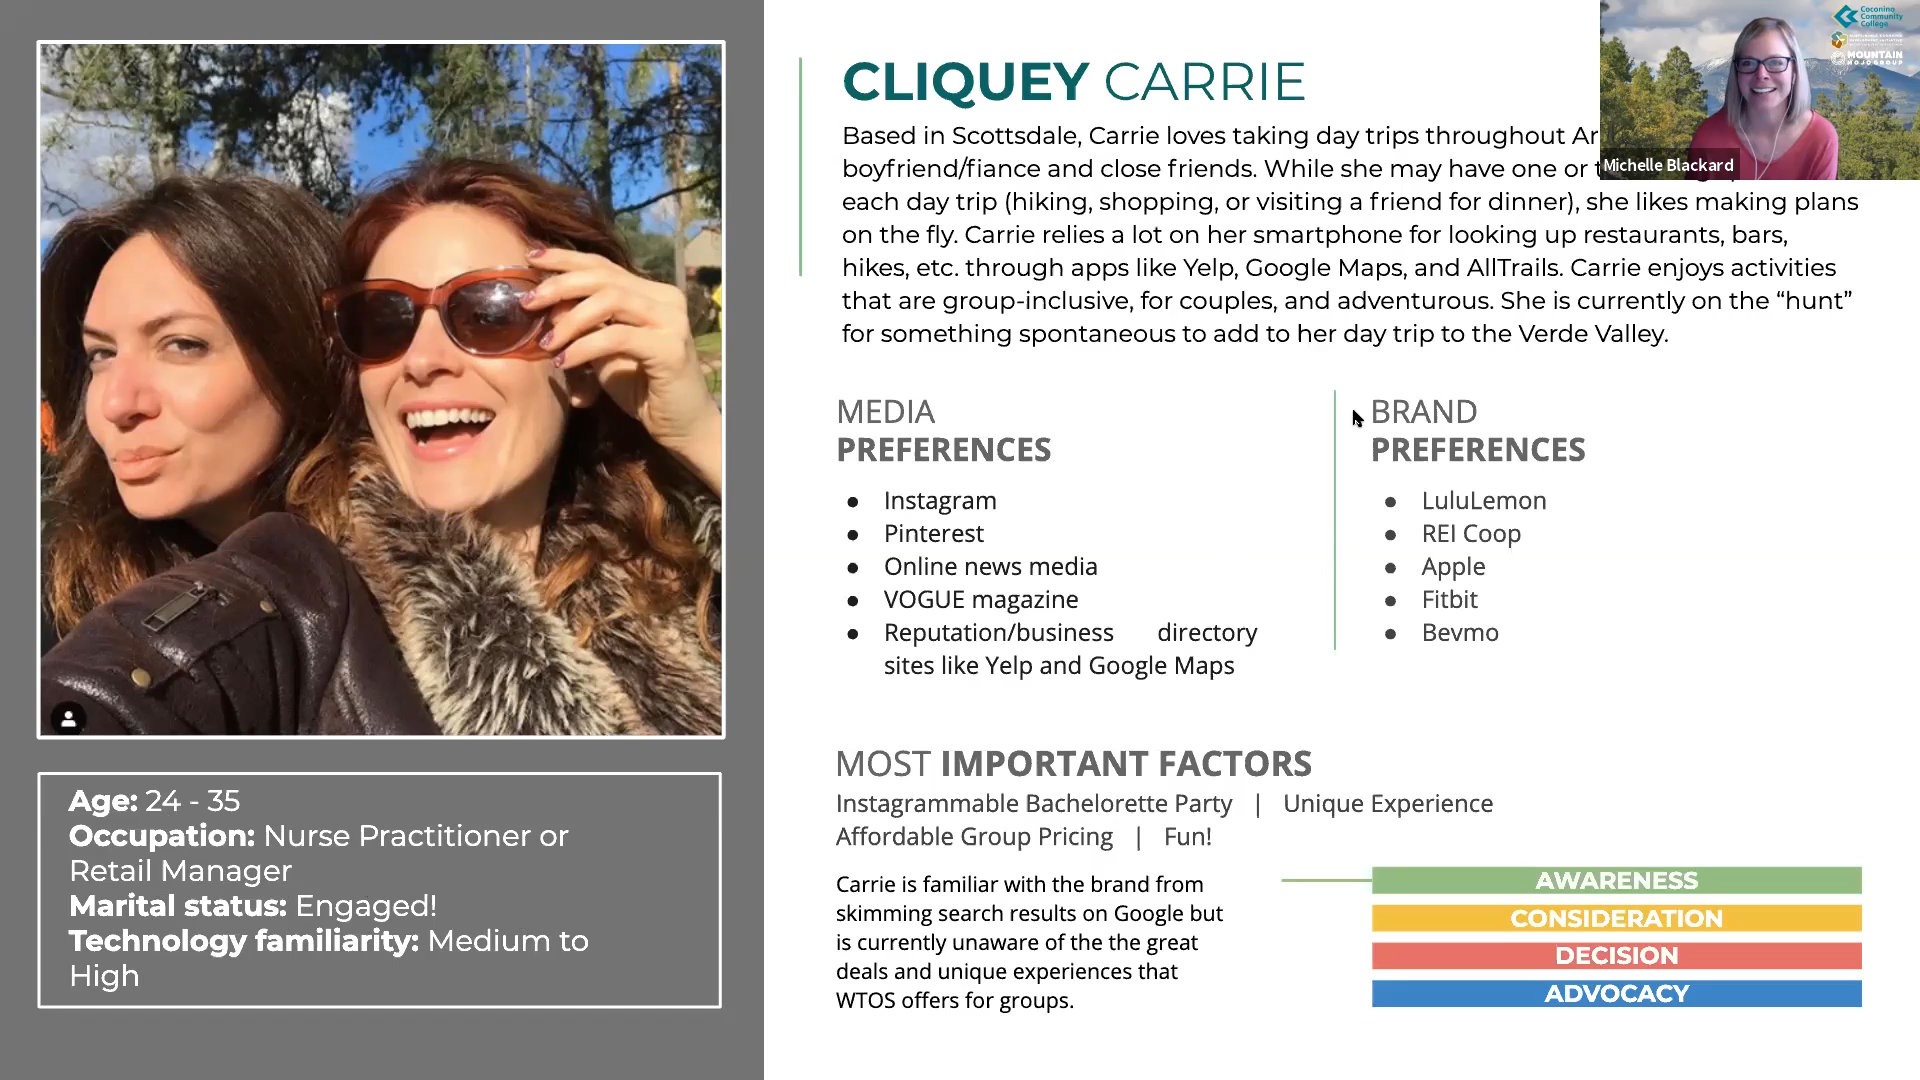 CLIQUEY CARRIE
Based in Scottsdale, Carrie loves taking day trips throughout
boyfriend/fiance and close friends. While she may have one or
each day trip (hiking, shopping, or visiting a friend for dinner), she likes making plans
on the fly. Carrie relies a lot on her smartphone for looking up restaurants, bars,
hikes, etc. through apps like Yelp, Google Maps, and AllTrails. Carrie enjoys activities
that are group-inclusive, for couples, and adventurous. She is currently on the “hunt”
for something spontaneous to add to her day trip to the Verde Valley.
Coconino
Community
College
MOUNTAIN
MOJO GROUP
Michelle Blackard
MEDIA
PREFERENCES
● Instagram
● Pinterest
● Online news media
● VOGUE magazine
● Reputation/business directory
sites like Yelp and Google Maps
BRAND
PREFERENCES
● LuluLemon
● REI Coop
● Apple
● Fitbit
● Bevmo
MOST IMPORTANT FACTORS
Instagrammable Bachelorette Party | Unique Experience
Affordable Group Pricing | Fun!
Carrie is familiar with the brand from
skimming search results on Google but
is currently unaware of the the great
deals and unique experiences that
WTOS offers for groups.
AWARENESS
CONSIDERATION
DECISION
ADVOCACY
Age: 24 - 35
Occupation: Nurse Practitioner or
Retail Manager
Marital status: Engaged!
Technology familiarity: Medium to
High